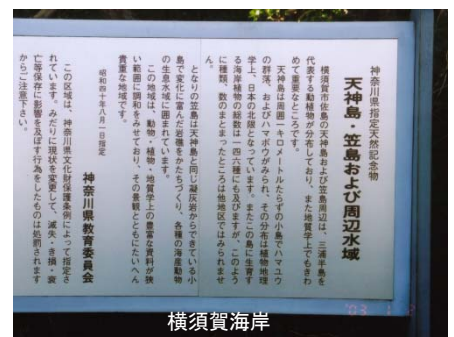 神奈川県指定天然記念物
天神島・笠島および周辺水域
横須賀市佐島の天神島および笠島周辺は、三浦半島を
代表する動植物が分布しており、また地質学上でもきわ
めて重要なところです。
天神島は周囲一キロメートルたらずの小島でハマユウ
の群落、およびハマボウがみられ、その分布は植物地理
学上、日本の北限となっています。またこの島に生育す
る海岸植物の総数は一四六種にも及びますが、このよう
に種類、数のまとまったところは他地区ではみられませ
ん。
となりの笠島は天神島と同じ凝灰岩からできている小
島で変化に富んだ岩礁をかたちづくり、各種の海産動物
の生息水域に囲まれています。
この地域は、動物・植物・地質学上の豊富な資料が狭
い範囲に調和をみせており、その景観とともにたいへん
貴重な地域です。
昭和四十年八月一日指定
神奈川県教育委員会
この区域は、神奈川県文化財保護条例によって指定さ
れています。みだりに現状を変更して、滅失・き損・衰
亡等保存に影響を及ぼす行為をしたものは処罰されます
からご注意下さい。
横須賀海岸